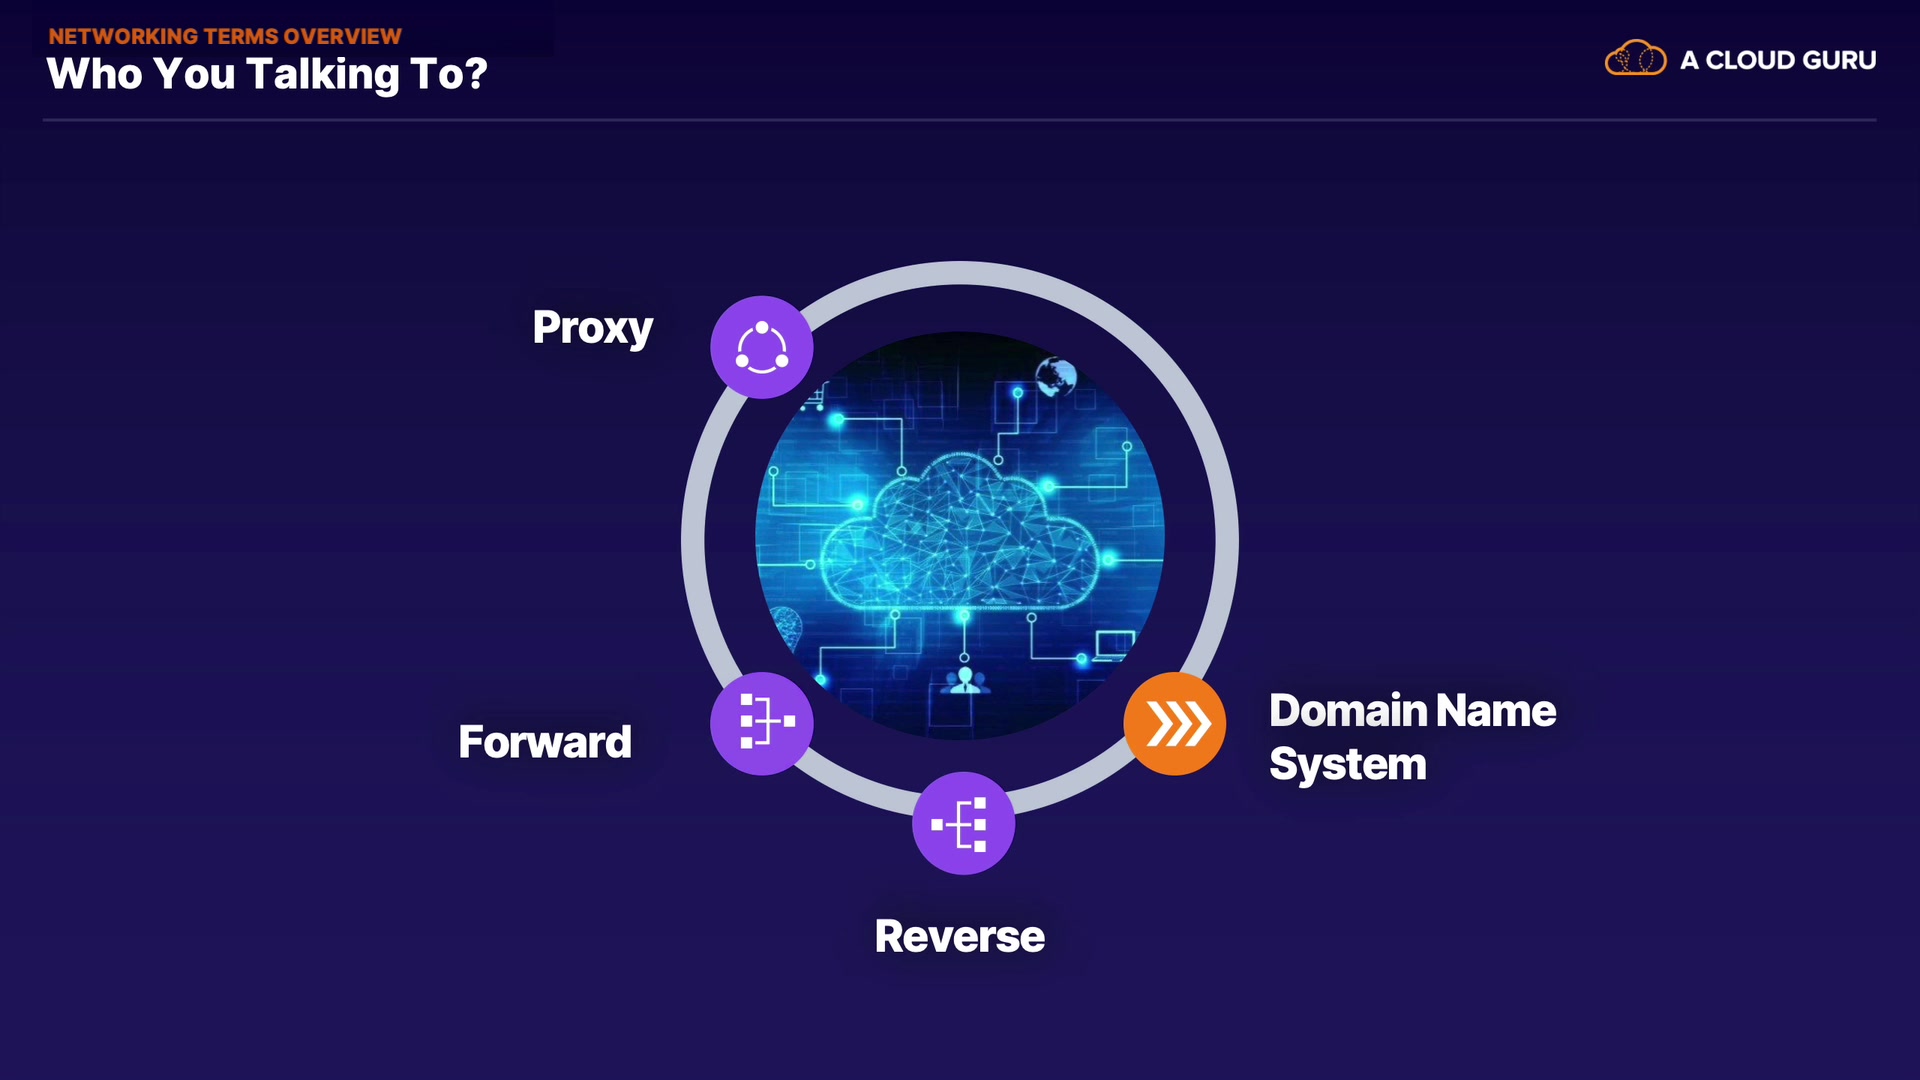 NETWORKING TERMS OVERVIEW
Who You Talking To?
A CLOUD GURU
Proxy
Forward
Reverse
Domain Name
System